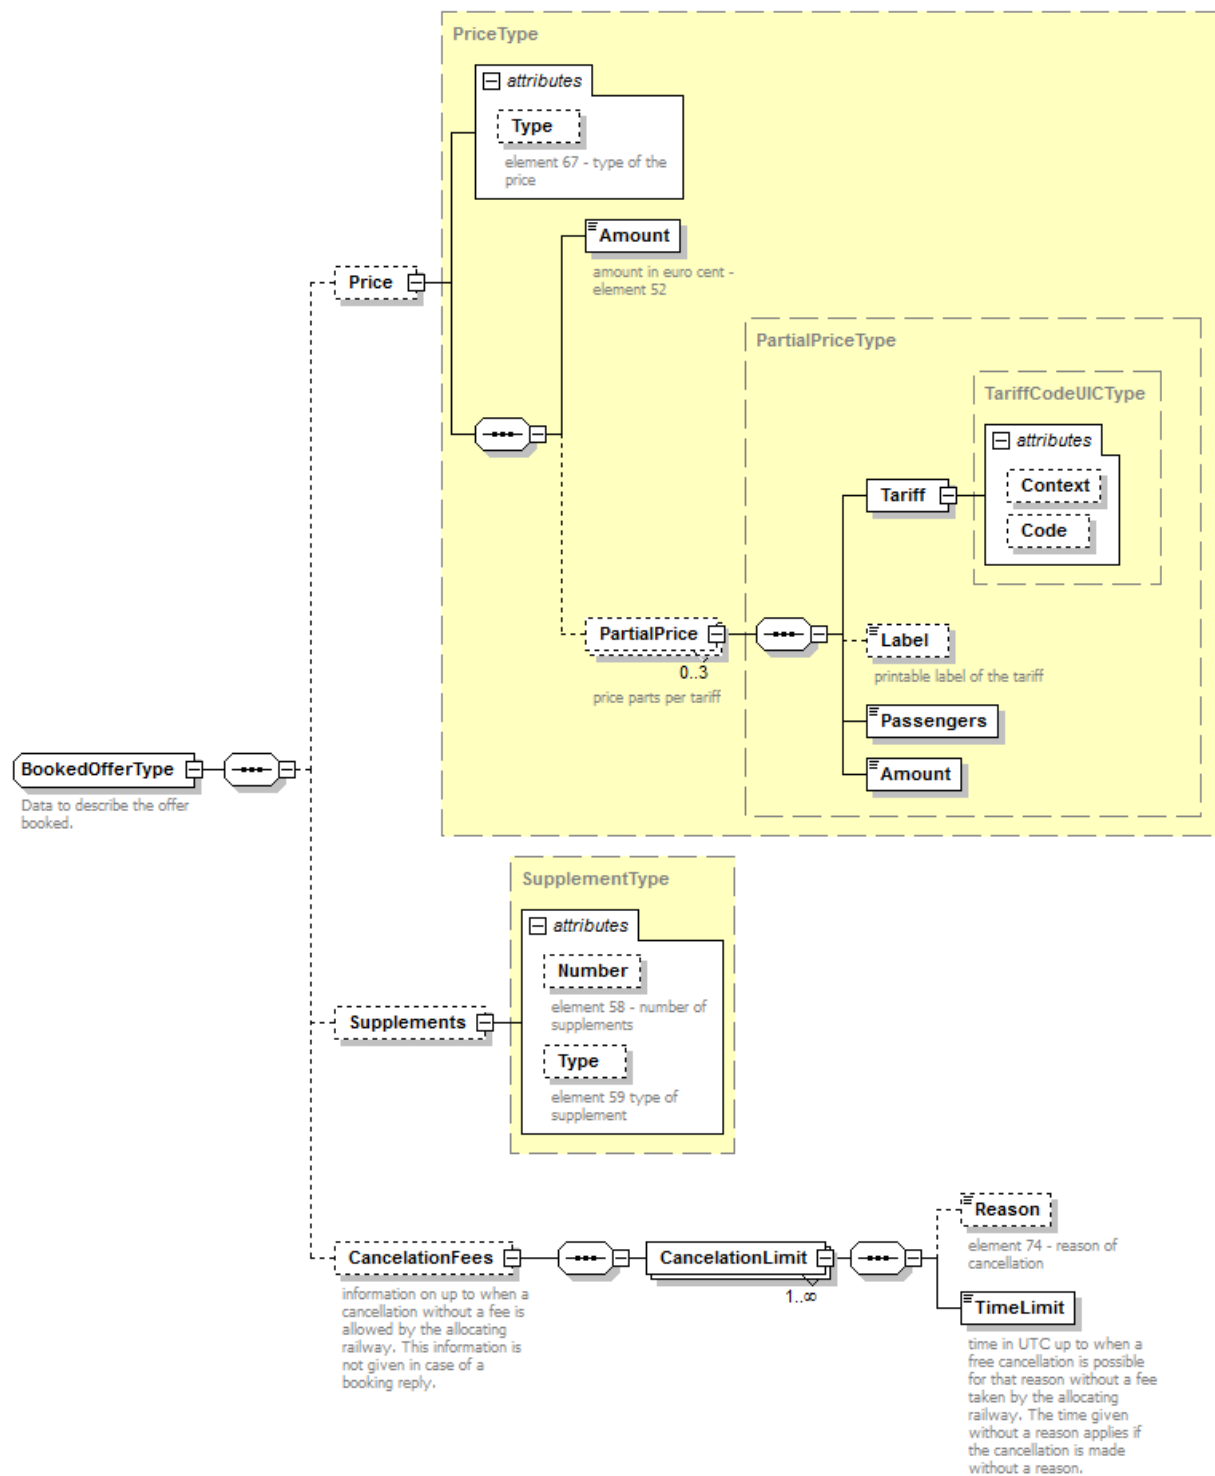 PriceType
attributes
Type
element 67 - type of the
price
Amount
amount in euro cent -
element 52
Price
PartialPriceType
TariffCodeUICType
attributes
Context
Code
Tariff
PartialPrice
0..3
price parts per tariff
Label
printable label of the tariff
Passengers
Amount
BookedOfferType
Data to describe the offer
booked.
SupplementType
attributes
Number
element 58 - number of
supplements
Type
element 59 type of
supplement
Supplements
CancelationFees
information on up to when a
cancellation without a fee is
allowed by the allocating
railway. This information is
not given in case of a
booking reply.
CancelationLimit
1..∞
Reason
element 74 - reason of
cancellation
TimeLimit
time in UTC up to when a
free cancellation is possible
for that reason without a fee
taken by the allocating
railway. The time given
without a reason applies if
the cancellation is made
without a reason.